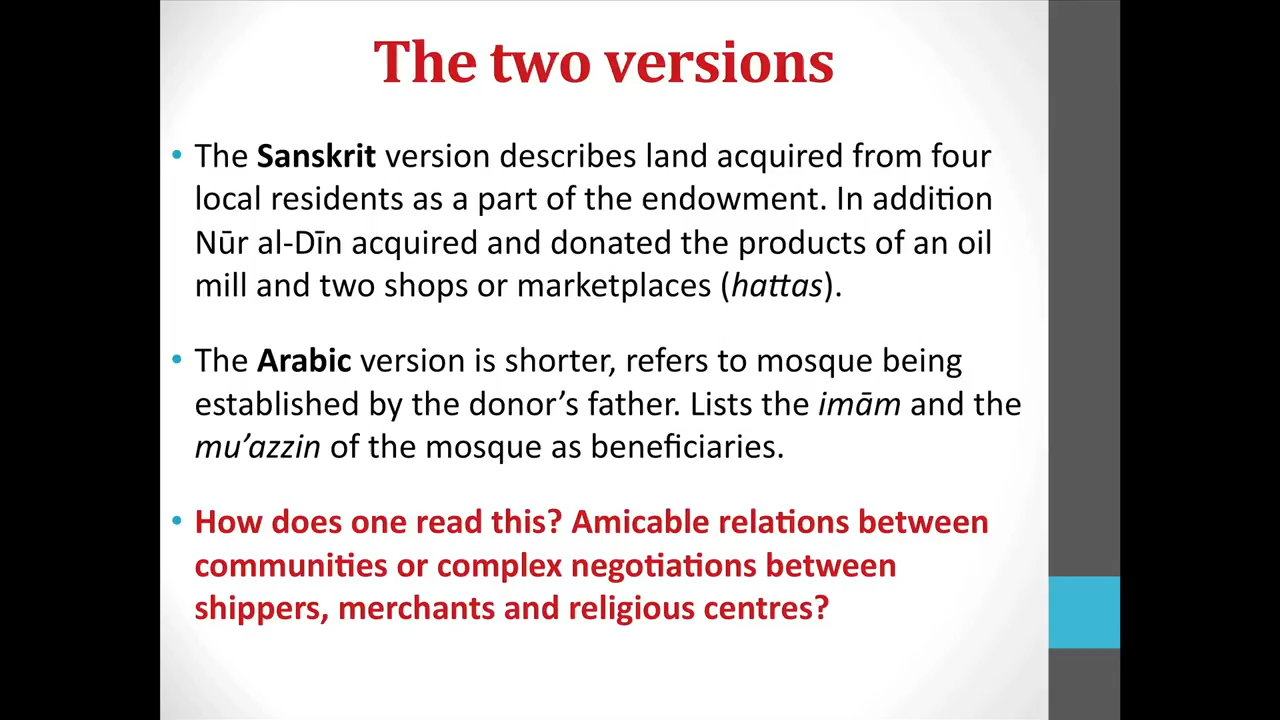 The two versions
• The Sanskrit version describes land acquired from four
local residents as a part of the endowment. In addition
Nūr al-Dīn acquired and donated the products of an oil
mill and two shops or marketplaces (hattas).
• The Arabic version is shorter, refers to mosque being
established by the donor’s father. Lists the imām and the
mu’azzin of the mosque as beneficiaries.
• How does one read this? Amicable relations between
communities or complex negotiations between
shippers, merchants and religious centres?